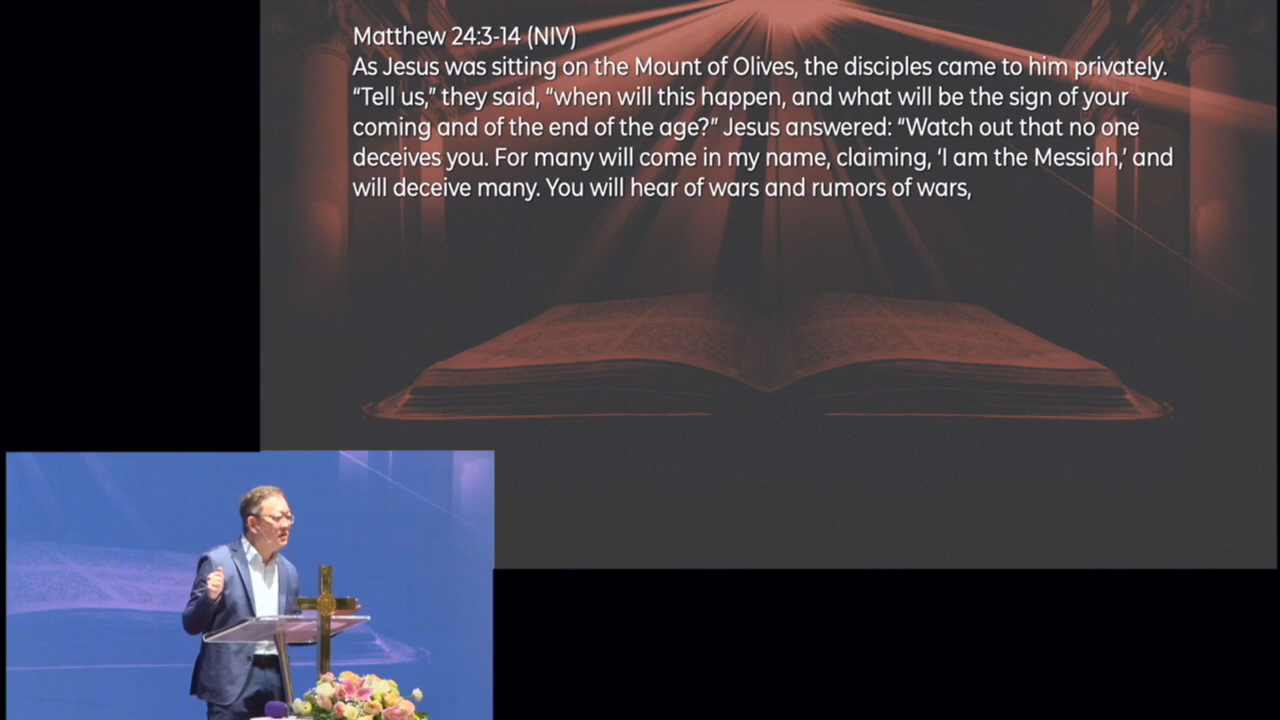 Matthew 24:3-14 (NIV)
As Jesus was sitting on the Mount of Olives, the disciples came to him privately.
“Tell us,” they said, “when will this happen, and what will be the sign of your
coming and of the end of the age?” Jesus answered: “Watch out that no one
deceives you. For many will come in my name, claiming, ‘I am the Messiah,’ and
will deceive many. You will hear of wars and rumors of wars,